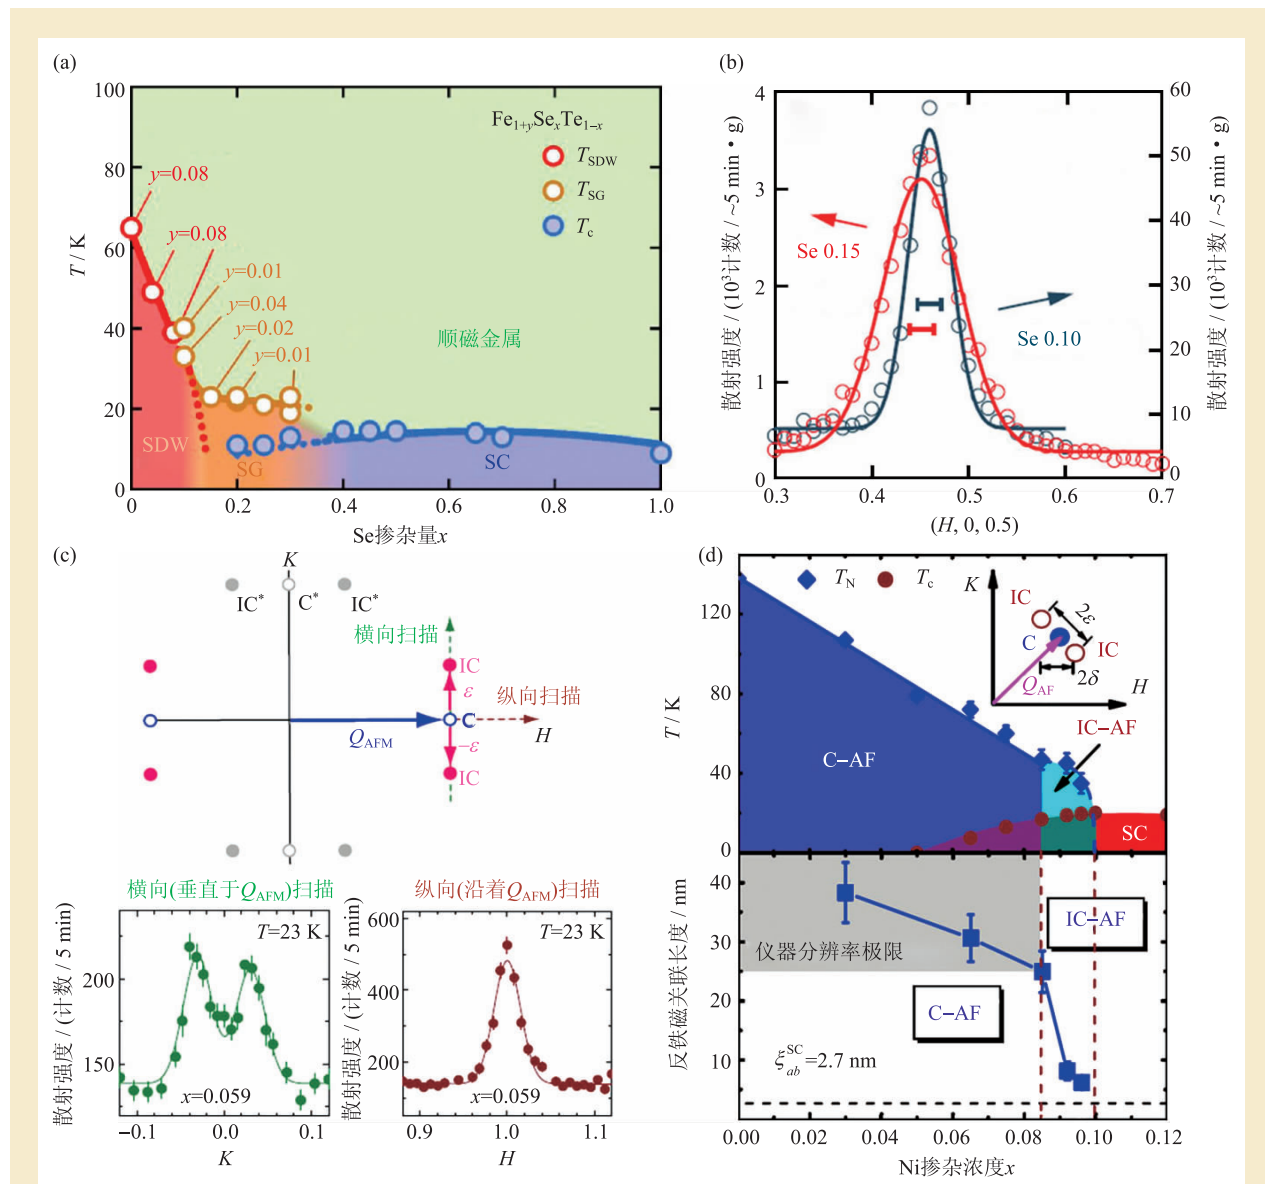 (a)
T / K
100
80
60
40
20
0
Fe1+ySexTe1−x
TSDW
TSG
Tc
y=0.08
y=0.08
y=0.01
y=0.04
y=0.02
y=0.01
顺磁金属
SDW
SG
SC
0
0.2
0.4
0.6
0.8
1.0
Se掺杂量x
(b)
散射强度 / (10³计数 / ~5 min·g)
4
3
2
1
0
Se 0.15
Se 0.10
60
50
40
30
20
10
0
散射强度 / (10³计数 / ~5 min·g)
0.3
0.4
0.5
0.6
0.7
(H, 0, 0.5)
(c)
K
IC*
C*
IC*
横向扫描
IC
ε
纵向扫描
C
QAFM
−ε
H
IC
横向(垂直于QAFM)扫描
散射强度 / (计数 / 5 min)
200
150
T=23 K
x=0.059
−0.1
0.0
0.1
K
纵向(沿着QAFM)扫描
散射强度 / (计数 / 5 min)
600
450
300
150
T=23 K
x=0.059
0.9
1.0
1.1
H
(d)
T / K
120
80
40
0
TN
Tc
K
IC
2ε
C
IC
QAF
2δ
H
IC−AF
C−AF
SC
反铁磁关联长度 / nm
40
30
20
10
仪器分辨率极限
IC−AF
C−AF
ξabSC=2.7 nm
0.00
0.02
0.04
0.06
0.08
0.10
0.12
Ni掺杂浓度x